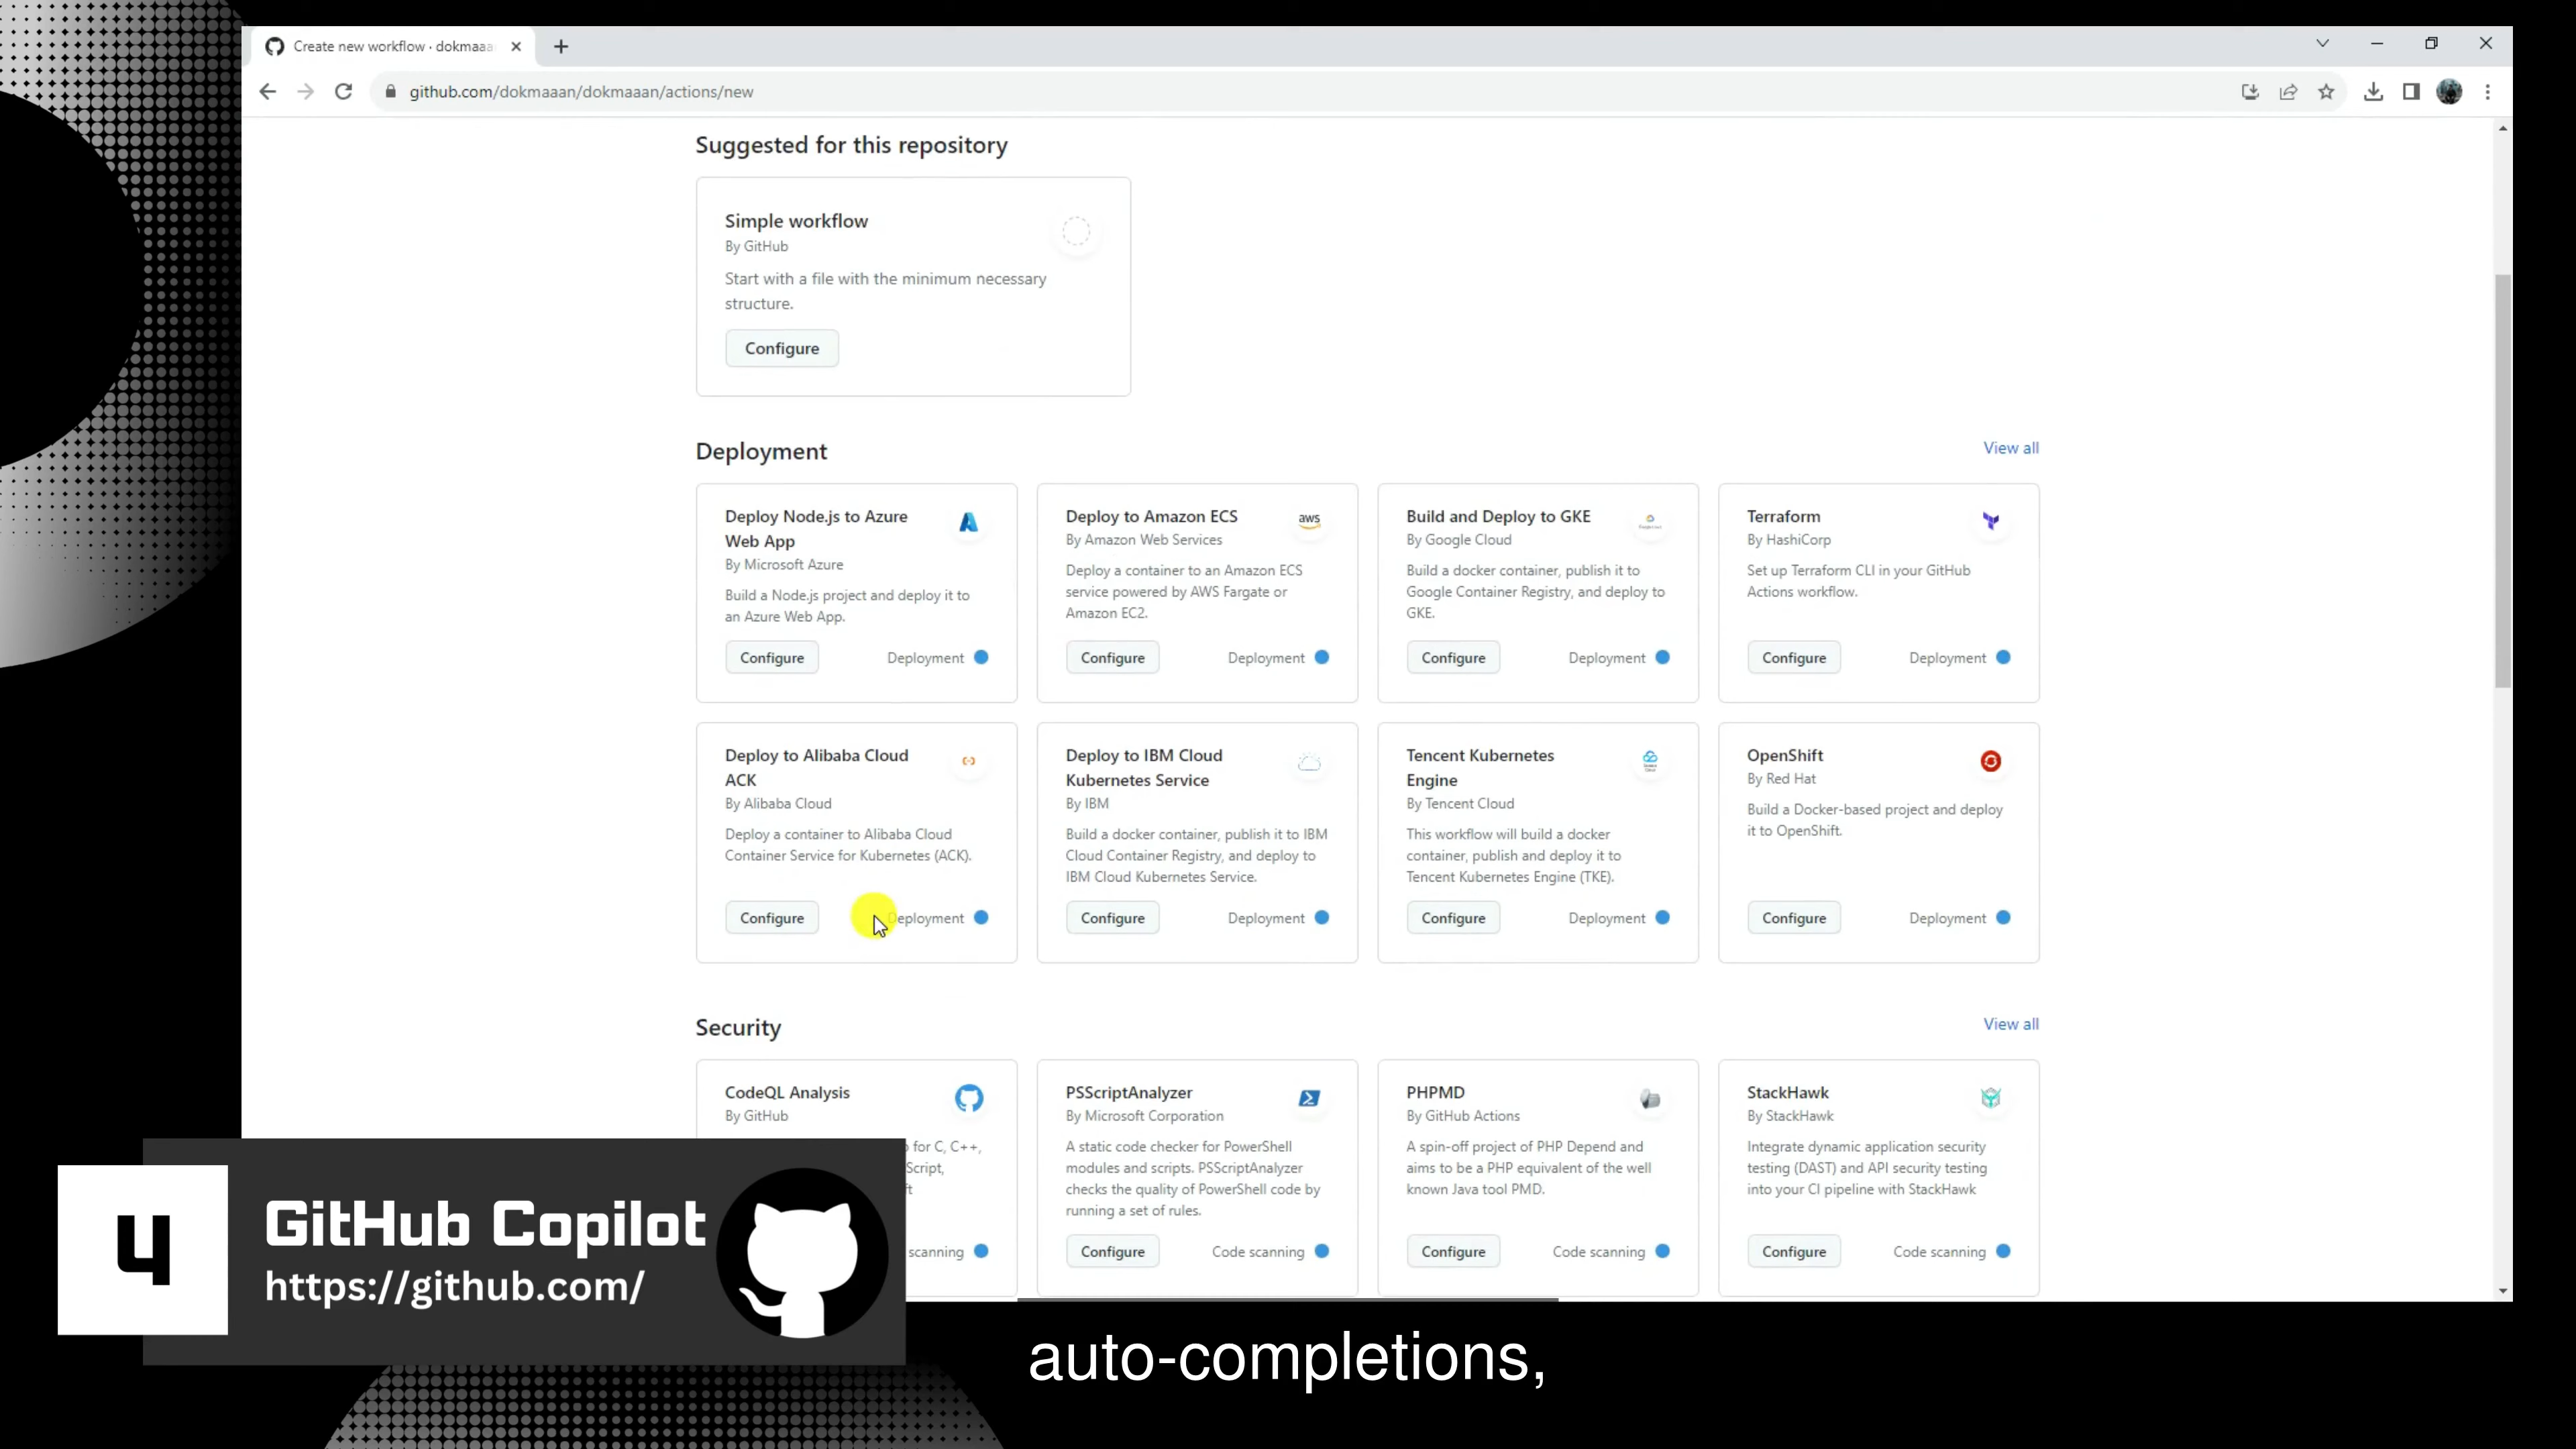 Create new workflow · dokmaaa
github.com/dokmaaan/dokmaaan/actions/new
Suggested for this repository
Simple workflow
By GitHub
Start with a file with the minimum necessary
structure.
Configure
Deployment
View all
Deploy Node.js to Azure
Web App
By Microsoft Azure
Build a Node.js project and deploy it to
an Azure Web App.
Configure
Deployment
Deploy to Amazon ECS
By Amazon Web Services
aws
Deploy a container to an Amazon ECS
service powered by AWS Fargate or
Amazon EC2.
Configure
Deployment
Build and Deploy to GKE
By Google Cloud
Build a docker container, publish it to
Google Container Registry, and deploy to
GKE.
Configure
Deployment
Terraform
By HashiCorp
Set up Terraform CLI in your GitHub
Actions workflow.
Configure
Deployment
Deploy to Alibaba Cloud
ACK
By Alibaba Cloud
Deploy a container to Alibaba Cloud
Container Service for Kubernetes (ACK).
Configure
Deployment
Deploy to IBM Cloud
Kubernetes Service
By IBM
Build a docker container, publish it to IBM
Cloud Container Registry, and deploy to
IBM Cloud Kubernetes Service.
Configure
Deployment
Tencent Kubernetes
Engine
By Tencent Cloud
This workflow will build a docker
container, publish and deploy it to
Tencent Kubernetes Engine (TKE).
Configure
Deployment
OpenShift
By Red Hat
Build a Docker-based project and deploy
it to OpenShift.
Configure
Deployment
Security
View all
CodeQL Analysis
By GitHub
for C, C++,
Script,
ft
scanning
PSScriptAnalyzer
By Microsoft Corporation
A static code checker for PowerShell
modules and scripts. PSScriptAnalyzer
checks the quality of PowerShell code by
running a set of rules.
Configure
Code scanning
PHPMD
By GitHub Actions
A spin-off project of PHP Depend and
aims to be a PHP equivalent of the well
known Java tool PMD.
Configure
Code scanning
StackHawk
By StackHawk
Integrate dynamic application security
testing (DAST) and API security testing
into your CI pipeline with StackHawk
Configure
Code scanning
4
GitHub Copilot
https://github.com/
auto-completions,